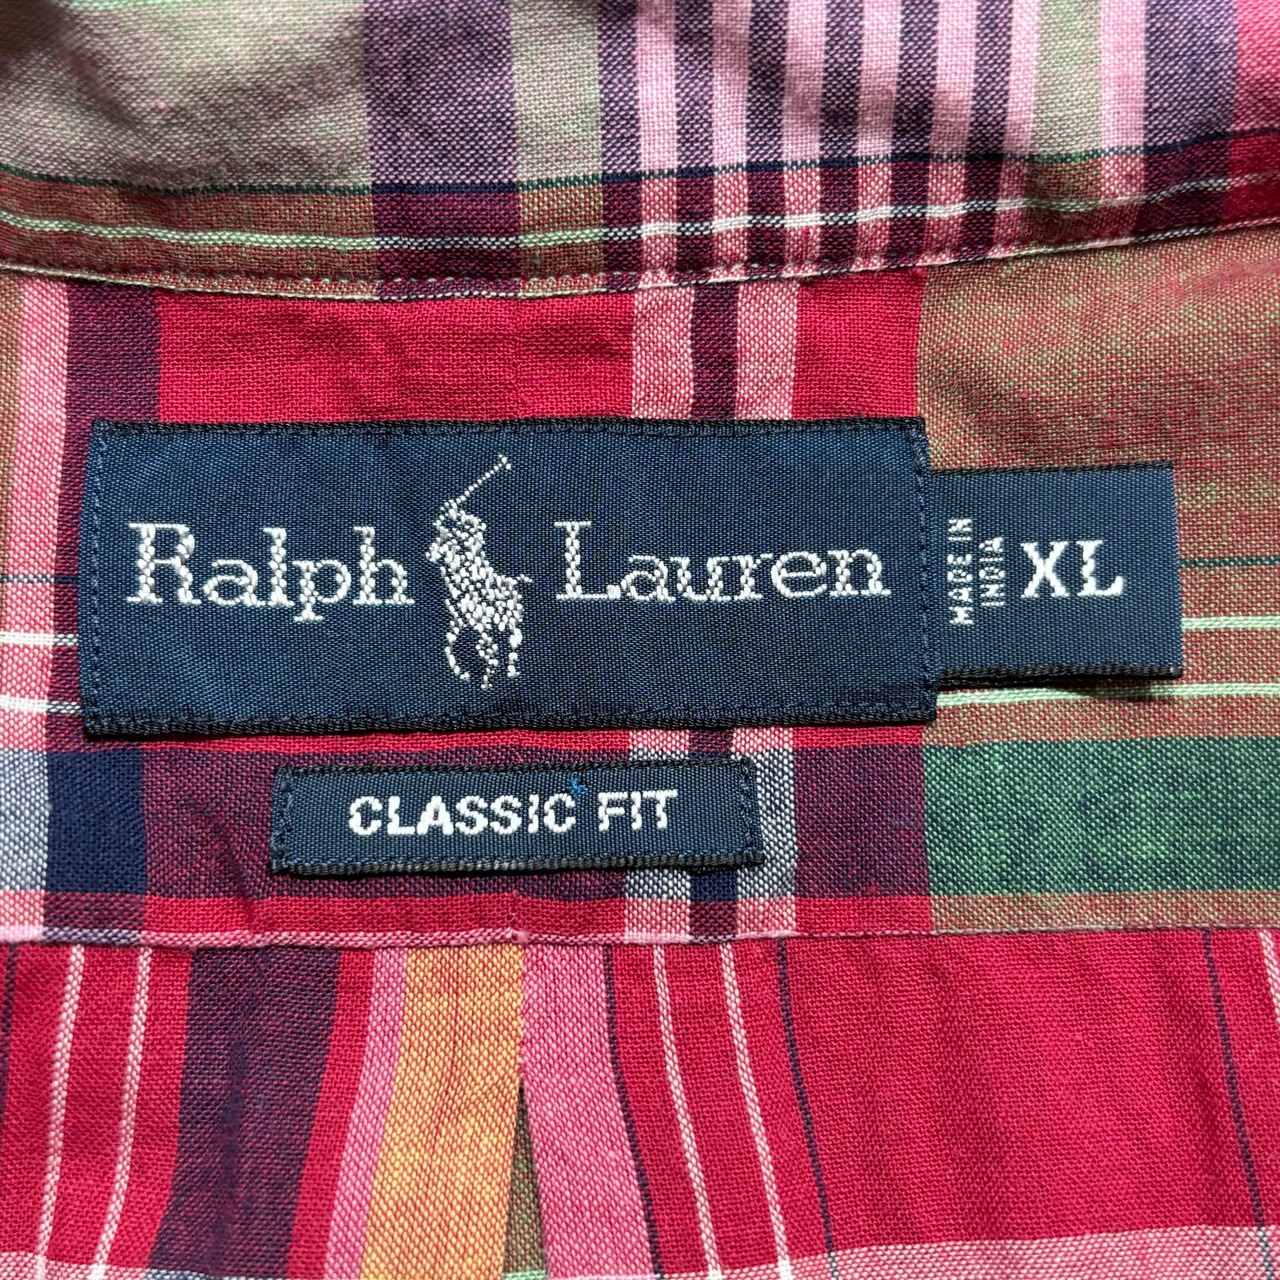 Ralph Lauren
MADE IN
INDIA
XL
CLASSIC FIT